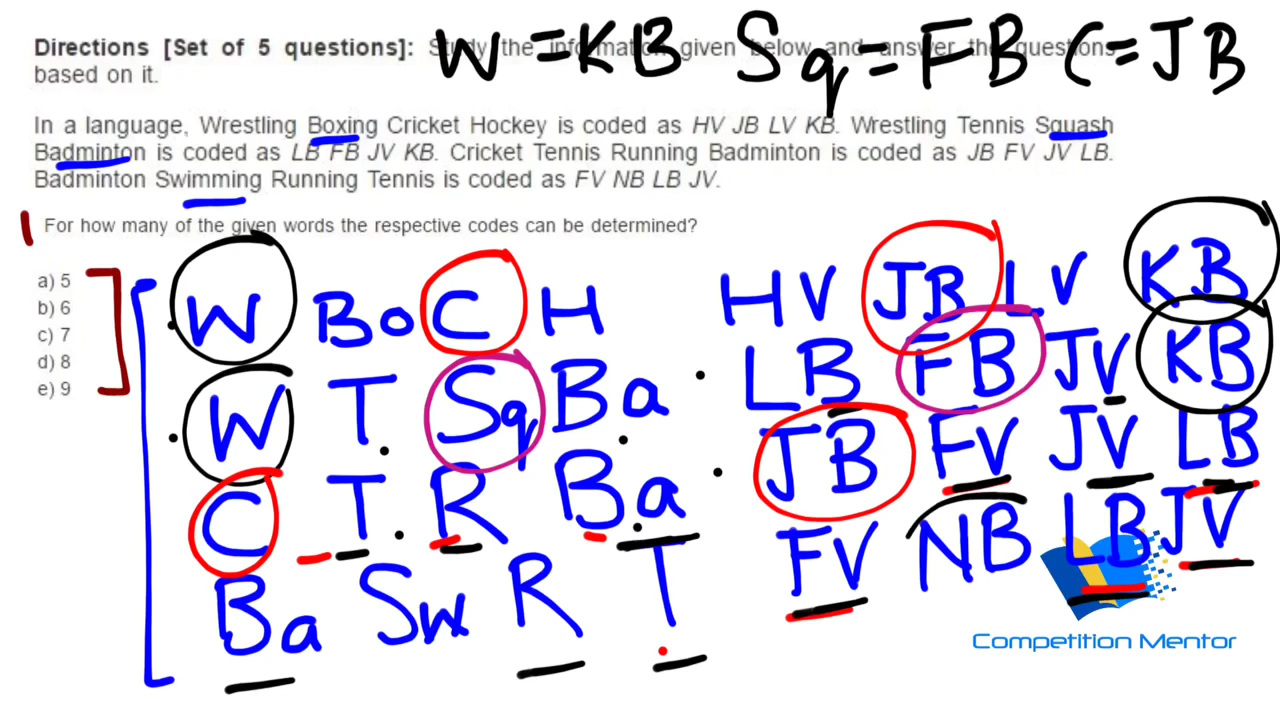 W = KB Sq = FB C = JB
Directions [Set of 5 questions]: Study the information given below and answer the questions
based on it.
In a language, Wrestling Boxing Cricket Hockey is coded as HV JB LV KB. Wrestling Tennis Squash
Badminton is coded as LB FB JV KB. Cricket Tennis Running Badminton is coded as JB FV JV LB.
Badminton Swimming Running Tennis is coded as FV NB LB JV.
1 For how many of the given words the respective codes can be determined?
a) 5
b) 6
c) 7
d) 8
e) 9
W Bo C H HV JB LV KB
W T Sq Ba LB FB JV KB
C T R Ba JB FV JV LB
Ba Sw R T FV NB LB JV
Competition Mentor